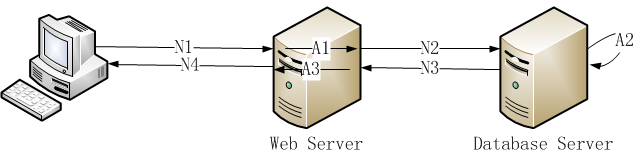 N1 A1 N2 A2
N4 A3 N3
Web Server Database Server